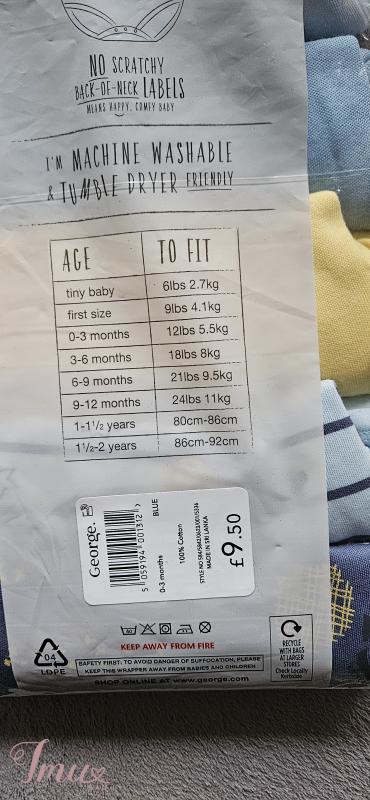 NO SCRATCHY
BACK-OF-NECK LABELS
MEANS HAPPY, COMFY BABY
I'M MACHINE WASHABLE
& TUMBLE DRYER FRIENDLY
AGE TO FIT
tiny baby 6lbs 2.7kg
first size 9lbs 4.1kg
0-3 months 12lbs 5.5kg
3-6 months 18lbs 8kg
6-9 months 21lbs 9.5kg
9-12 months 24lbs 11kg
1-1½ years 80cm-86cm
1½-2 years 86cm-92cm
George.
5 059194 001312
BLUE
0-3 months
100% Cotton
MADE IN SRI LANKA
£9.50
KEEP AWAY FROM FIRE
04
LDPE
SAFETY FIRST: TO AVOID DANGER OF SUFFOCATION, PLEASE
KEEP THIS WRAPPER AWAY FROM BABIES AND CHILDREN
SHOP ONLINE AT www.george.com
RECYCLE
WITH BAGS
AT LARGER
STORES
Check Locally
Kerbside
Imux